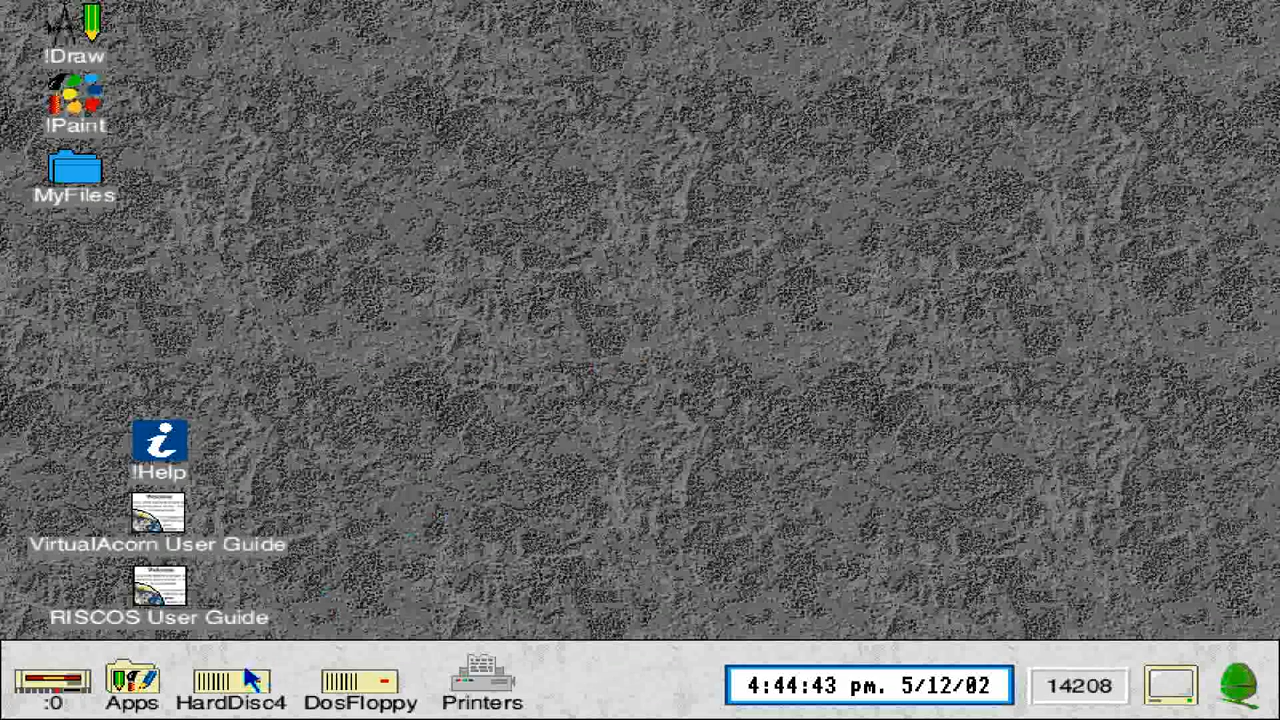 !Draw
!Paint
MyFiles
!Help
VirtualAcorn User Guide
RISCOS User Guide
:0
Apps
HardDisc4
DosFloppy
Printers
4:44:43 pm. 5/12/02
14208